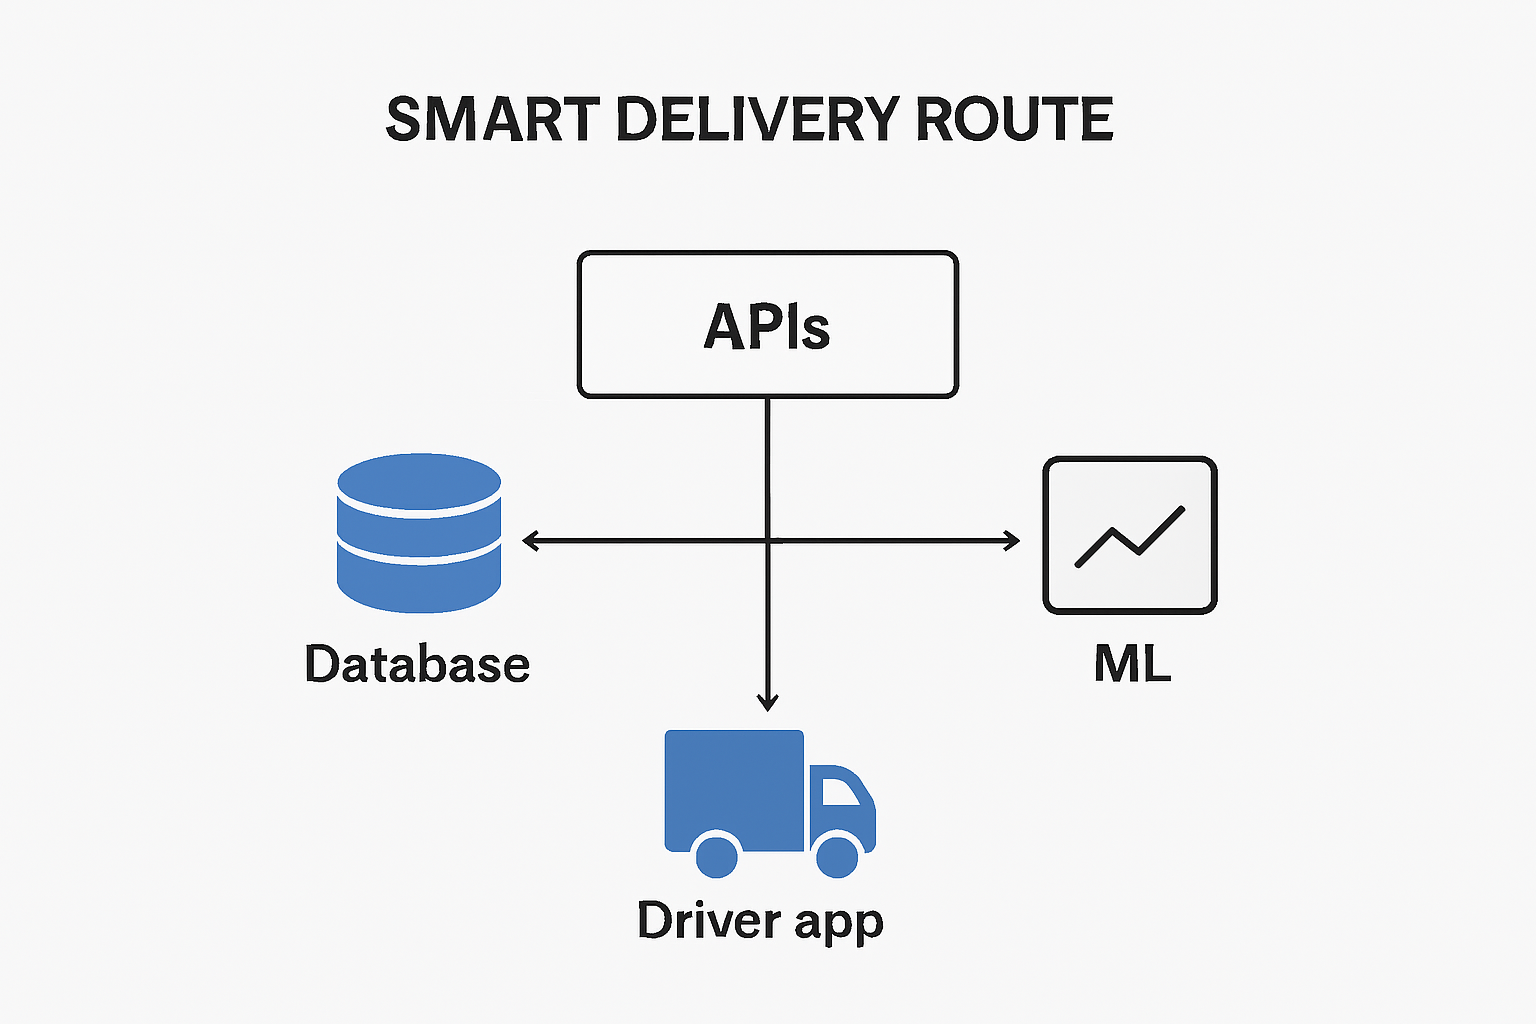 SMART DELIVERY ROUTE
APIs
Database
ML
Driver app